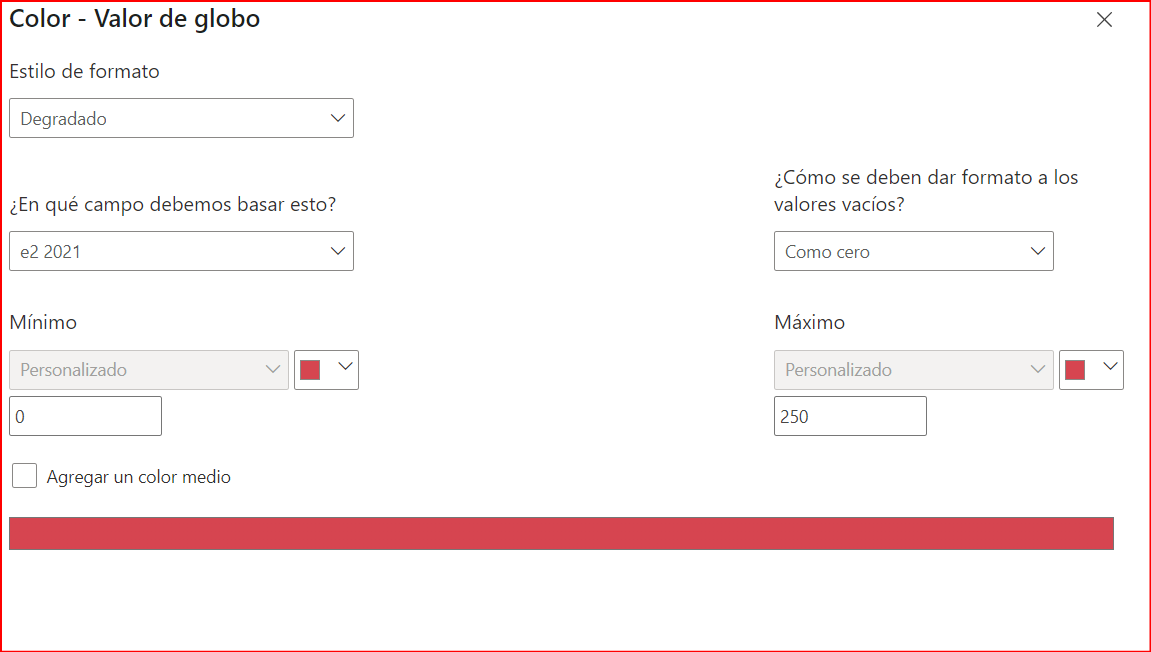 Color - Valor de globo
Estilo de formato
Degradado
¿En qué campo debemos basar esto?
¿Cómo se deben dar formato a los
valores vacíos?
e2 2021
Como cero
Mínimo
Máximo
Personalizado
Personalizado
0
250
Agregar un color medio